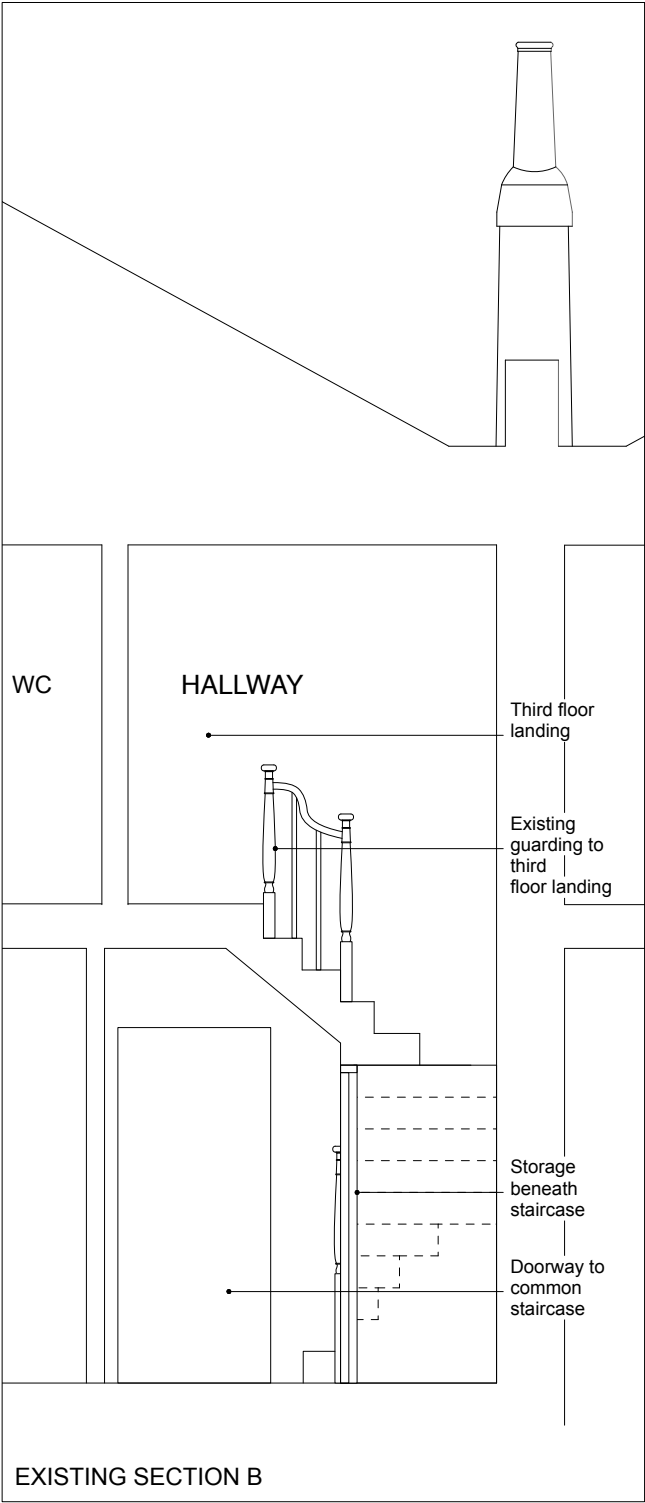 WC
HALLWAY
Third floor
landing
Existing
guarding to
third
floor landing
Storage
beneath
staircase
Doorway to
common
staircase
EXISTING SECTION B